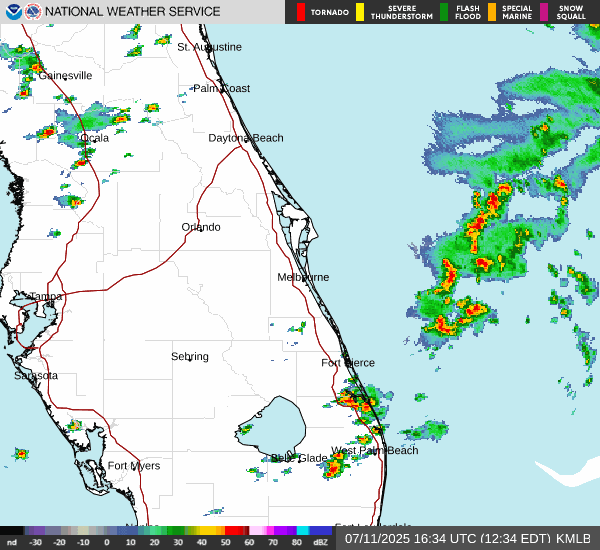 NATIONAL WEATHER SERVICE
TORNADO
SEVERE
THUNDERSTORM
FLASH
FLOOD
SPECIAL
MARINE
SNOW
SQUALL
St. Augustine
Gainesville
Palm Coast
Ocala
Daytona Beach
Orlando
Melbourne
Tampa
Sebring
Fort Pierce
Sarasota
West Palm Beach
Belle Glade
Fort Myers
nd -30 -20 -10 0 10 20 30 40 50 60 70 80 dBZ
07/11/2025 16:34 UTC (12:34 EDT) KMLB